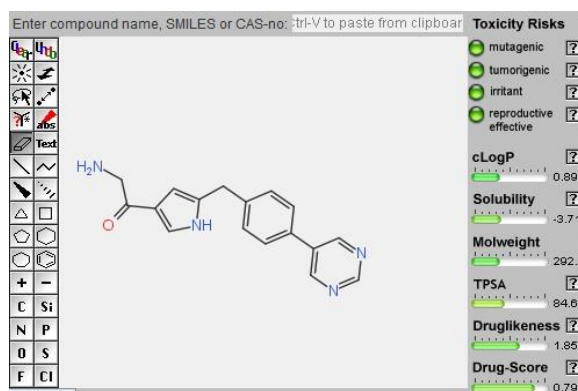 Enter compound name, SMILES or CAS-no: Ctrl-V to paste from clipboar
Toxicity Risks
mutagenic ?
tumorigenic ?
irritant ?
reproductive effective ?
cLogP ?
0.89
Solubility ?
-3.71
Molweight
292.
TPSA ?
84.6
Druglikeness ?
1.85
Drug-Score ?
0.79
abs
Text
+ −
C Si
N P
O S
F Cl
H₂N
O
NH
N
N